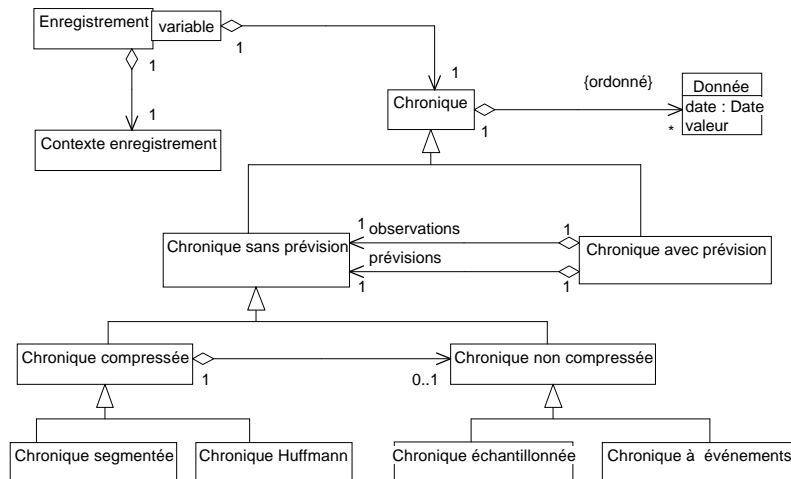 Enregistrement
variable
1
1
1
1
Contexte enregistrement
Chronique
1
{ordonné}
*
Donnée
date : Date
valeur
Chronique sans prévision
1 observations
1
prévisions
1
1
Chronique avec prévision
Chronique compressée
1
0..1
Chronique non compressée
Chronique segmentée
Chronique Huffmann
Chronique échantillonnée
Chronique à événements